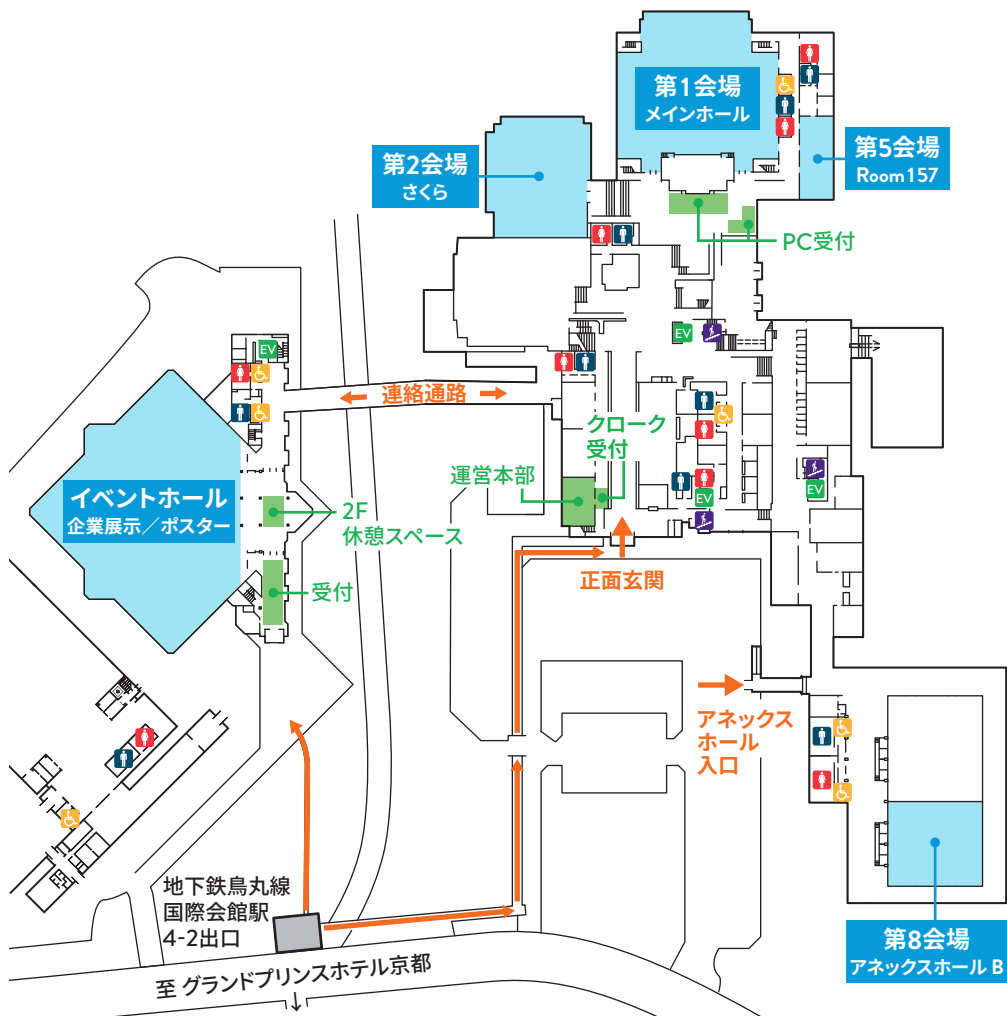 第1会場
メインホール
第2会場
さくら
第5会場
Room157
PC受付
EV
EV
連絡通路
クローク
受付
運営本部
EV
EV
イベントホール
企業展示／ポスター
2F
休憩スペース
正面玄関
受付
アネックス
ホール
入口
地下鉄烏丸線
国際会館駅
4-2出口
第8会場
アネックスホール B
至 グランドプリンスホテル京都
↓